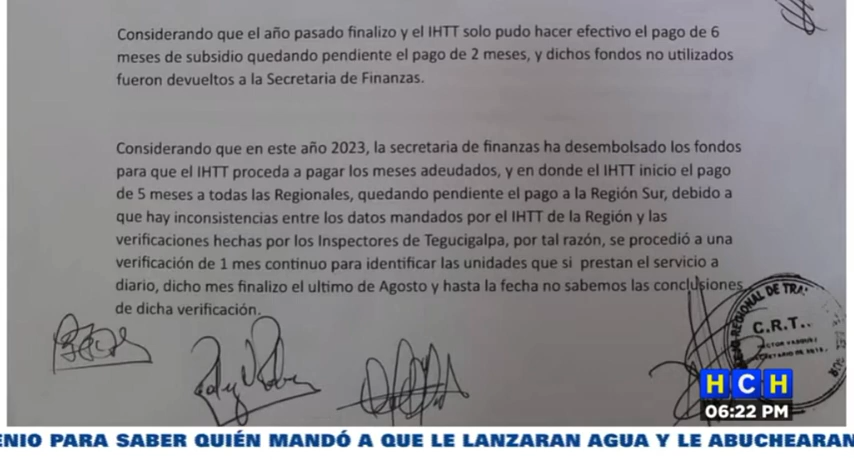 Considerando que el año pasado finalizo y el IHTT solo pudo hacer efectivo el pago de 6
meses de subsidio quedando pendiente el pago de 2 meses, y dichos fondos no utilizados
fueron devueltos a la Secretaria de Finanzas.
Considerando que en este año 2023, la secretaria de finanzas ha desembolsado los fondos
para que el IHTT proceda a pagar los meses adeudados, y en donde el IHTT inicio el pago
de 5 meses a todas las Regionales, quedando pendiente el pago a la Región Sur, debido a
que hay inconsistencias entre los datos mandados por el IHTT de la Región y las
verificaciones hechas por los Inspectores de Tegucigalpa, por tal razón, se procedió a una
verificación de 1 mes continuo para identificar las unidades que si prestan el servicio a
diario, dicho mes finalizo el ultimo de Agosto y hasta la fecha no sabemos las conclusiones
de dicha verificación.
REGIONAL DE TRA
C.R.T.
HCH
06:22 PM
ENIO PARA SABER QUIÉN MANDÓ A QUE LE LANZARAN AGUA Y LE ABUCHEARAN